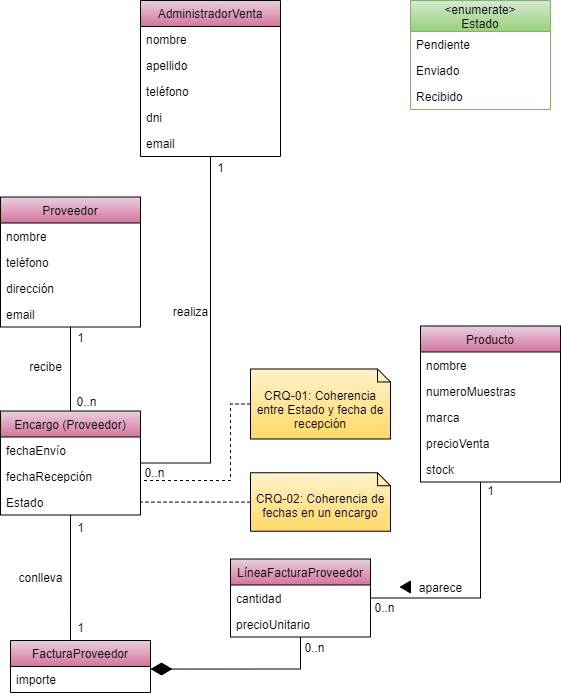 AdministradorVenta
nombre
apellido
teléfono
dni
email
<enumerate>
Estado
Pendiente
Enviado
Recibido
1
Proveedor
nombre
teléfono
dirección
email
1
recibe
0..n
realiza
0..n
Encargo (Proveedor)
fechaEnvío
fechaRecepción
Estado
1
CRQ-01: Coherencia
entre Estado y fecha de
recepción
CRQ-02: Coherencia de
fechas en un encargo
Producto
nombre
numeroMuestras
marca
precioVenta
stock
1
aparece
0..n
conlleva
1
LíneaFacturaProveedor
cantidad
precioUnitario
0..n
FacturaProveedor
importe